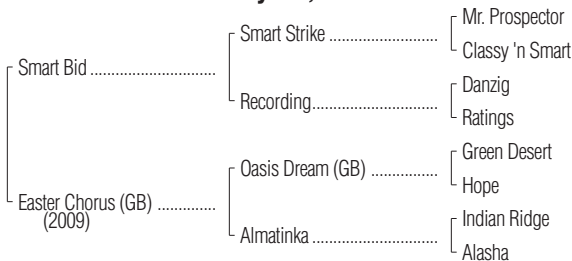 Mr. Prospector
Smart Strike ....................
Classy 'n Smart
Smart Bid ............................
Danzig
Recording.......................
Ratings
Green Desert
Oasis Dream (GB) ................
Hope
Easter Chorus (GB) .............
(2009)
Indian Ridge
Almatinka ..........................
Alasha